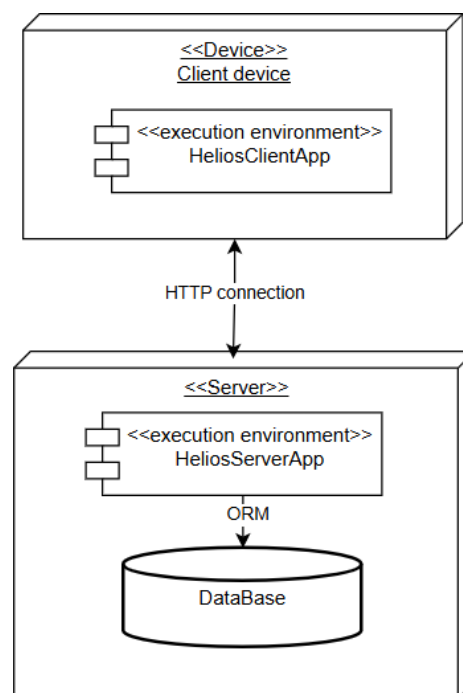 <<Device>>
Client device
<<execution environment>>
HeliosClientApp
HTTP connection
<<Server>>
<<execution environment>>
HeliosServerApp
ORM
DataBase